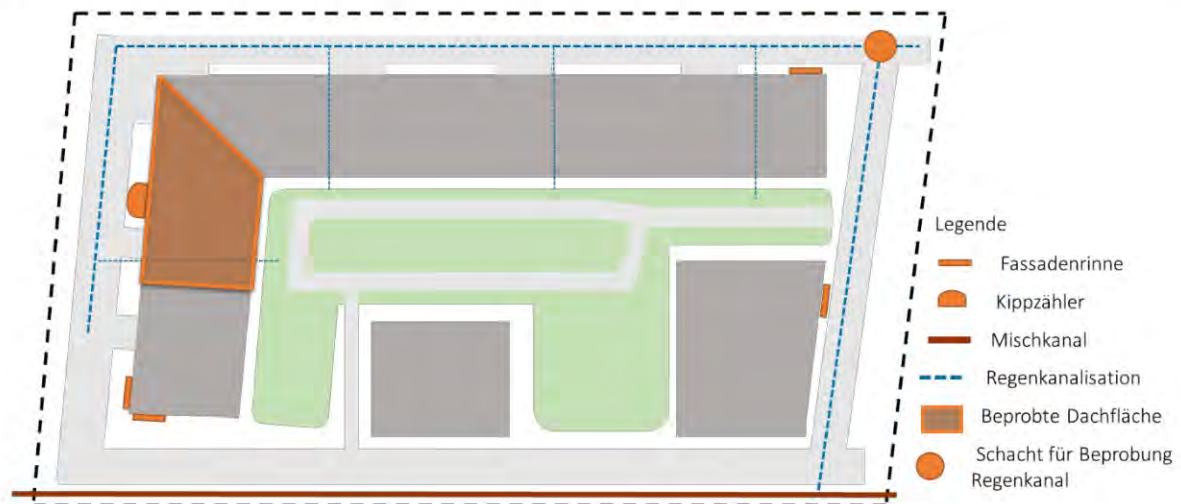 Legende
Fassadenrinne
Kippzähler
Mischkanal
Regenkanalisation
Beprobte Dachfläche
Schacht für Beprobung
Regenkanal